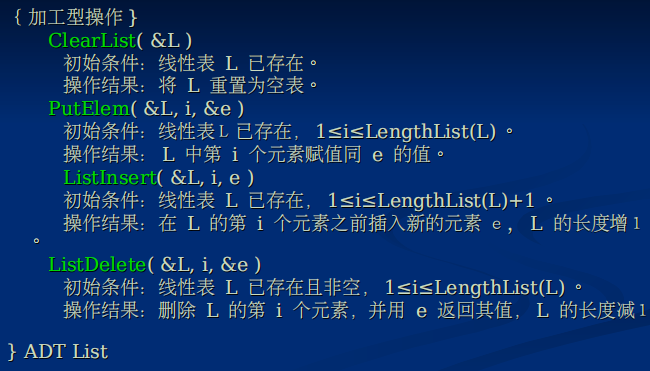 {加工型操作}
ClearList( &L )
初始条件：线性表 L 已存在。
操作结果：将 L 重置为空表。
PutElem( &L, i, &e )
初始条件：线性表L已存在，1≤i≤LengthList(L) 。
操作结果： L 中第 i 个元素赋值同 e 的值。
ListInsert( &L, i, e )
初始条件：线性表 L 已存在，1≤i≤LengthList(L)+1 。
操作结果：在 L 的第 i 个元素之前插入新的元素 e，L 的长度增1
。
ListDelete( &L, i, &e )
初始条件：线性表 L 已存在且非空，1≤i≤LengthList(L) 。
操作结果：删除 L 的第 i 个元素，并用 e 返回其值，L 的长度减1
} ADT List